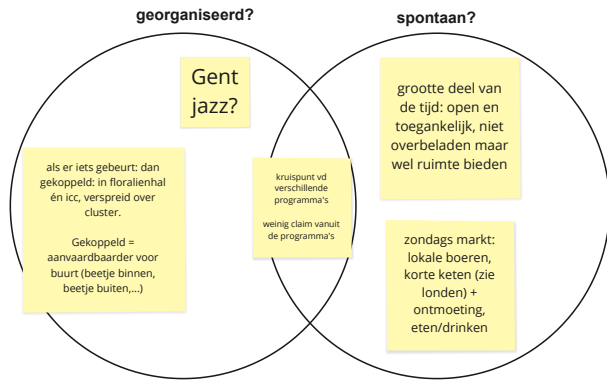 georganiseerd?
spontaan?
Gent
jazz?
als er iets gebeurt: dan
gekoppeld: in floralienhal
én icc, verspreid over
cluster.
Gekoppeld =
aanvaardbaarder voor
buurt (beetje binnen,
beetje buiten,...)
kruispunt vd
verschillende
programma's
weinig claim vanuit
de programma's
grootte deel van
de tijd: open en
toegankelijk, niet
overbeladen maar
wel ruimte bieden
zondags markt:
lokale boeren,
korte keten (zie
londen) +
ontmoeting,
eten/drinken